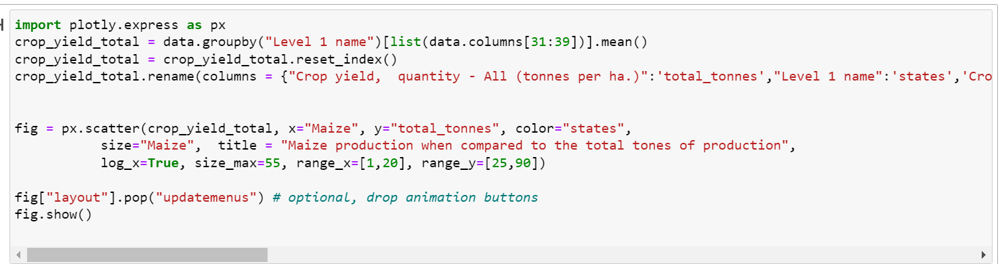 import plotly.express as px
crop_yield_total = data.groupby("Level 1 name")[list(data.columns[31:39])].mean()
crop_yield_total = crop_yield_total.reset_index()
crop_yield_total.rename(columns = {"Crop yield,  quantity - All (tonnes per ha.)":'total_tonnes',"Level 1 name":'states','Cro
fig = px.scatter(crop_yield_total, x="Maize", y="total_tonnes", color="states",
           size="Maize",  title = "Maize production when compared to the total tones of production",
           log_x=True, size_max=55, range_x=[1,20], range_y=[25,90])
fig["layout"].pop("updatemenus") # optional, drop animation buttons
fig.show()